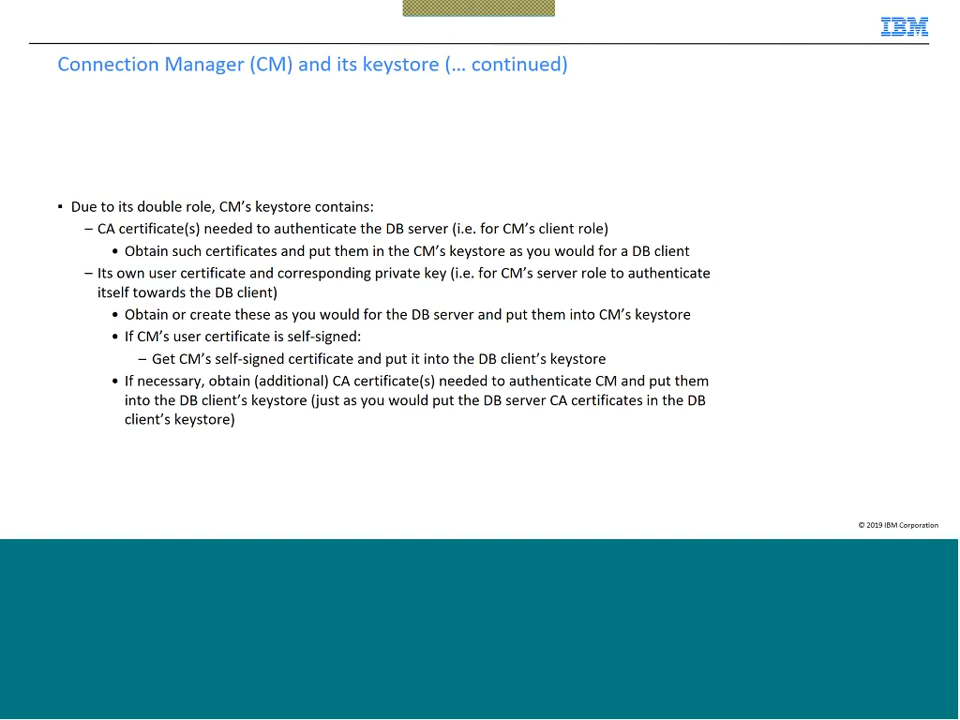 IBM
Connection Manager (CM) and its keystore (... continued)
▪ Due to its double role, CM's keystore contains:
– CA certificate(s) needed to authenticate the DB server (i.e. for CM's client role)
• Obtain such certificates and put them in the CM's keystore as you would for a DB client
– Its own user certificate and corresponding private key (i.e. for CM's server role to authenticate
itself towards the DB client)
• Obtain or create these as you would for the DB server and put them into CM's keystore
• If CM's user certificate is self-signed:
– Get CM's self-signed certificate and put it into the DB client's keystore
• If necessary, obtain (additional) CA certificate(s) needed to authenticate CM and put them
into the DB client's keystore (just as you would put the DB server CA certificates in the DB
client's keystore)
© 2019 IBM Corporation